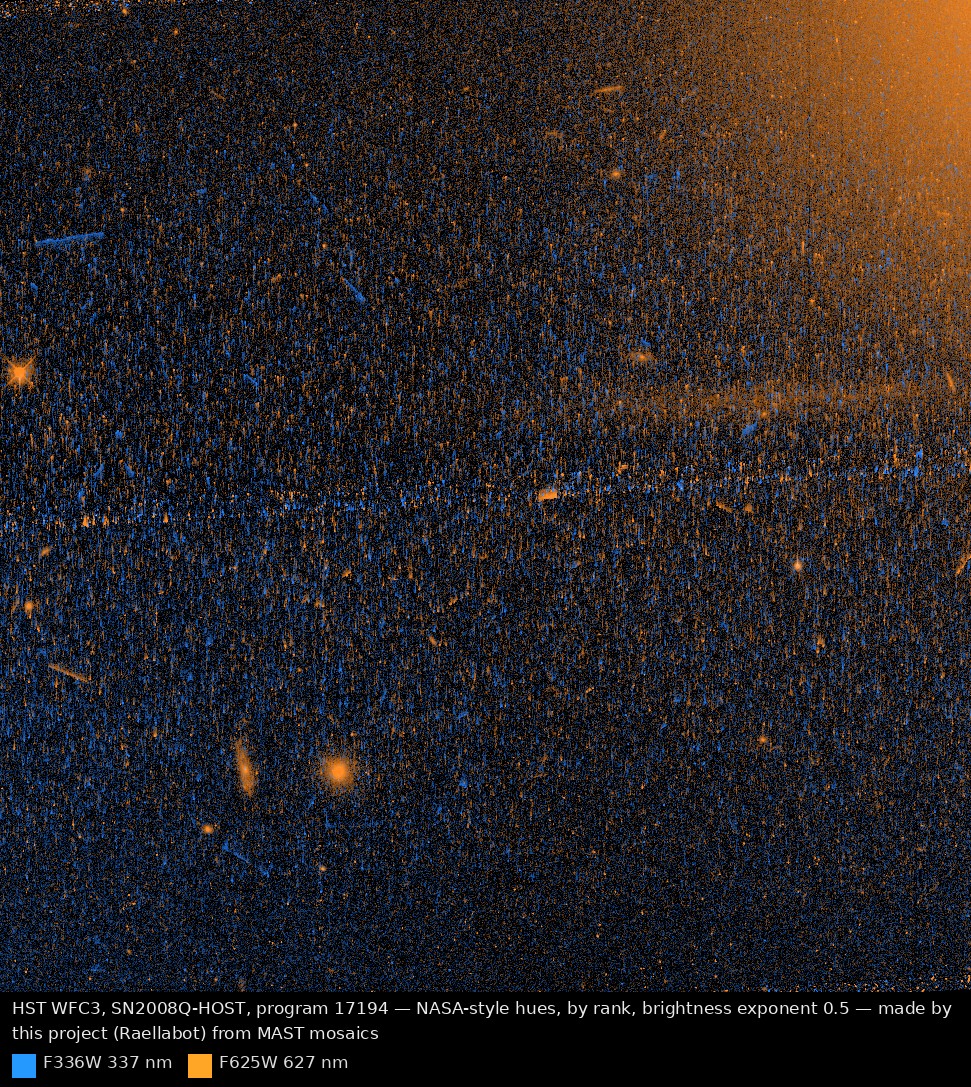 HST WFC3, SN2008Q-HOST, program 17194 — NASA-style hues, by rank, brightness exponent 0.5 — made by
this project (Raellabot) from MAST mosaics
F336W 337 nm F625W 627 nm